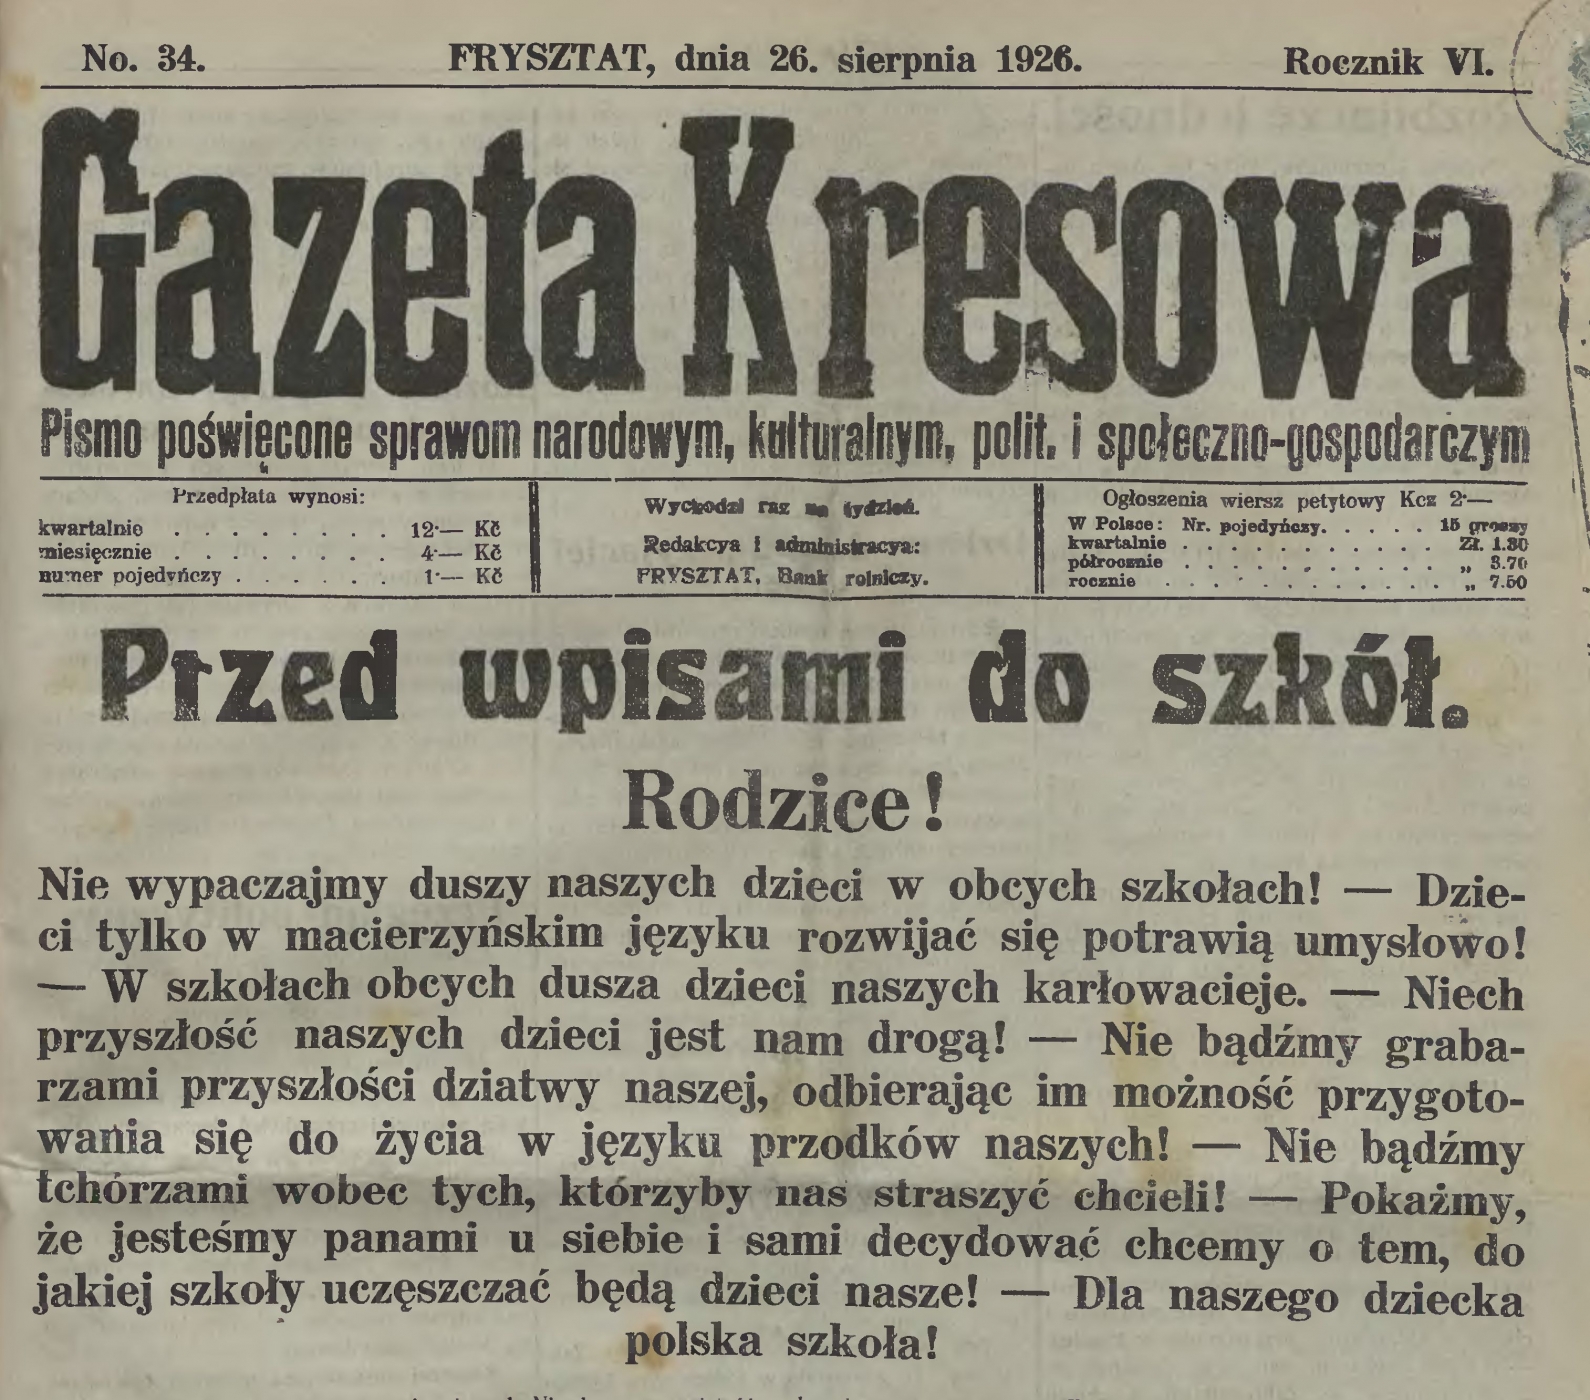 No. 34. FRYSZTAT, dnia 26. sierpnia 1926. Rocznik VI.
Gazeta Kresowa
Pismo poświęcone sprawom narodowym, kulturalnym, polit. i społeczno-gospodarczym
Przedpłata wynosi:
kwartalnie . . . . . . . . . 12·— Kč
miesięcznie . . . . . . . . 4·— Kč
numer pojedyńczy . . . . . . 1·— Kč
Wychodzi raz na tydzień.
Redakcya i administracya:
FRYSZTAT, Bank rolniczy.
Ogłoszenia wiersz petytowy Kcz 2·—
W Polsce: Nr. pojedyńczy. . . . . 15 groszy
kwartalnie . . . . . . . . . . . Zł. 1.80
półrocznie . . . . . . . . . . . „ 3.70
rocznie . . . . . . . . . . . . „ 7.50
Przed wpisami do szkół.
Rodzice!
Nie wypaczajmy duszy naszych dzieci w obcych szkołach! — Dzie-
ci tylko w macierzyńskim języku rozwijać się potrawią umysłowo!
— W szkołach obcych dusza dzieci naszych karłowacieje. — Niech
przyszłość naszych dzieci jest nam drogą! — Nie bądźmy graba-
rzami przyszłości dziatwy naszej, odbierając im możność przygoto-
wania się do życia w języku przodków naszych! — Nie bądźmy
tchórzami wobec tych, którzyby nas straszyć chcieli! — Pokażmy,
że jesteśmy panami u siebie i sami decydować chcemy o tem, do
jakiej szkoły uczęszczać będą dzieci nasze! — Dla naszego dziecka
polska szkoła!